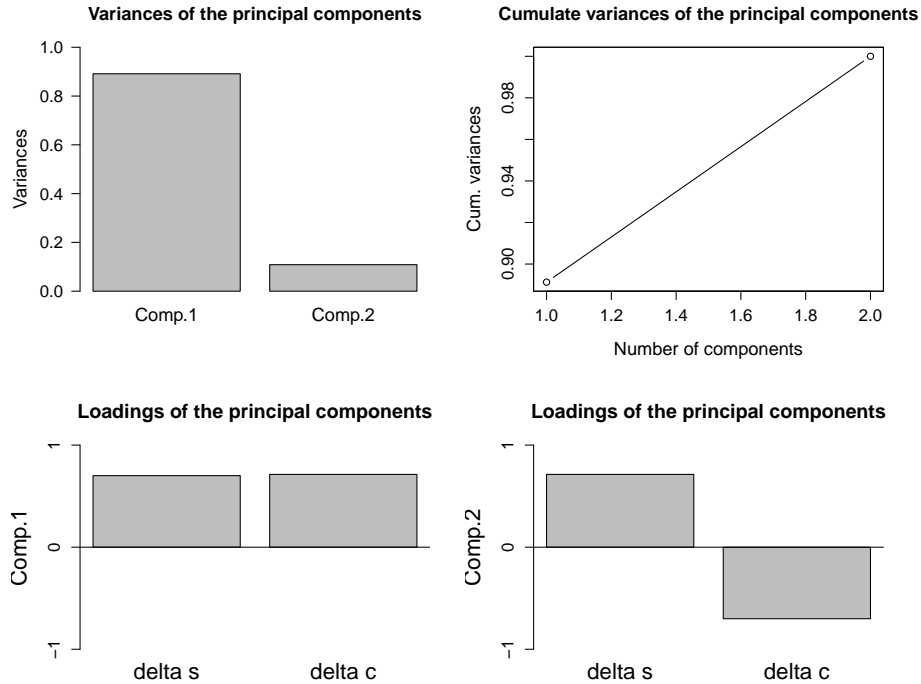 Variances of the principal components
1.0
0.8
0.6
0.4
0.2
0.0
Variances
Comp.1
Comp.2
Cumulate variances of the principal components
0.98
0.94
0.90
Cum. variances
1.0
1.2
1.4
1.6
1.8
2.0
Number of components
Loadings of the principal components
1
0
−1
Comp.1
delta s
delta c
Loadings of the principal components
1
0
−1
Comp.2
delta s
delta c